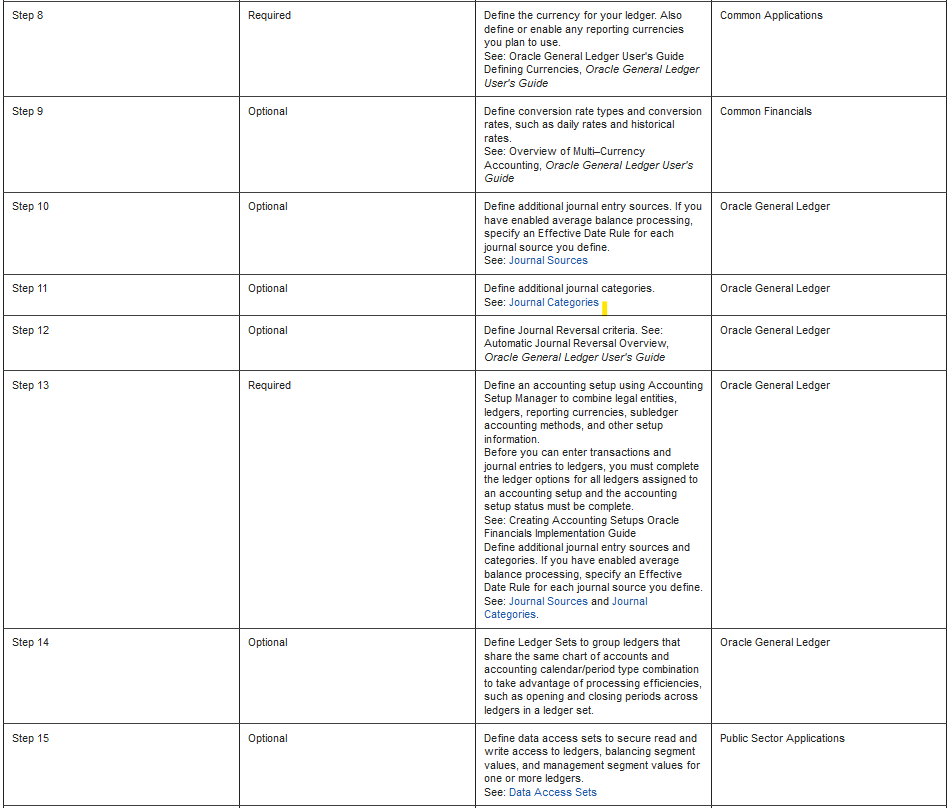 Step 8
Required
Define the currency for your ledger. Also
define or enable any reporting currencies
you plan to use.
See: Oracle General Ledger User's Guide
Defining Currencies, Oracle General Ledger
User's Guide
Common Applications
Step 9
Optional
Define conversion rate types and conversion
rates, such as daily rates and historical
rates.
See: Overview of Multi–Currency
Accounting, Oracle General Ledger User's
Guide
Common Financials
Step 10
Optional
Define additional journal entry sources. If you
have enabled average balance processing,
specify an Effective Date Rule for each
journal source you define.
See: Journal Sources
Oracle General Ledger
Step 11
Optional
Define additional journal categories.
See: Journal Categories
Oracle General Ledger
Step 12
Optional
Define Journal Reversal criteria. See:
Automatic Journal Reversal Overview,
Oracle General Ledger User's Guide
Oracle General Ledger
Step 13
Required
Define an accounting setup using Accounting
Setup Manager to combine legal entities,
ledgers, reporting currencies, subledger
accounting methods, and other setup
information.
Before you can enter transactions and
journal entries to ledgers, you must complete
the ledger options for all ledgers assigned to
an accounting setup and the accounting
setup status must be complete.
See: Creating Accounting Setups Oracle
Financials Implementation Guide
Define additional journal entry sources and
categories. If you have enabled average
balance processing, specify an Effective
Date Rule for each journal source you define.
See: Journal Sources and Journal
Categories.
Oracle General Ledger
Step 14
Optional
Define Ledger Sets to group ledgers that
share the same chart of accounts and
accounting calendar/period type combination
to take advantage of processing efficiencies,
such as opening and closing periods across
ledgers in a ledger set.
Oracle General Ledger
Step 15
Optional
Define data access sets to secure read and
write access to ledgers, balancing segment
values, and management segment values for
one or more ledgers.
See: Data Access Sets
Public Sector Applications